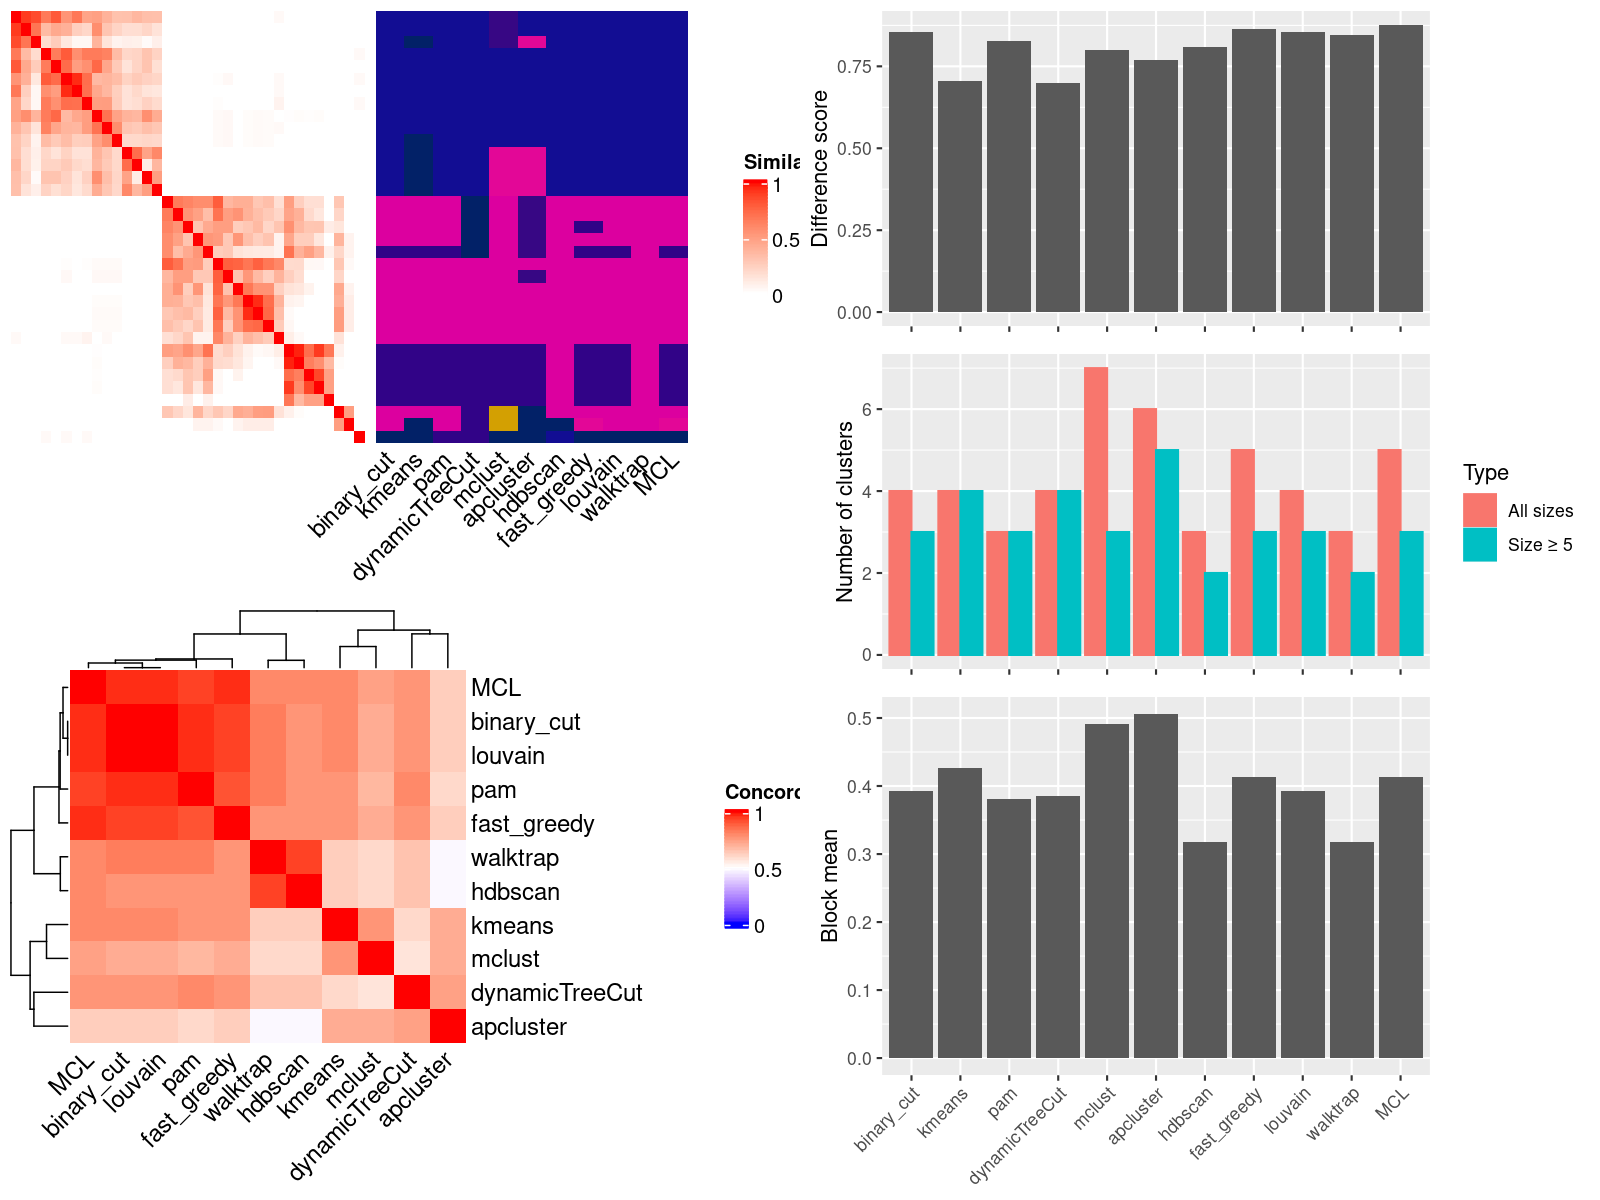 Simila
1
0.5
0
binary_cut
kmeans
pam
dynamicTreeCut
mclust
apcluster
hdbscan
fast_greedy
louvain
walktrap
MCL
Difference score
0.75
0.50
0.25
0.00
Number of clusters
6
4
2
0
Type
All sizes
Size ≥ 5
MCL
binary_cut
louvain
pam
fast_greedy
walktrap
hdbscan
kmeans
mclust
dynamicTreeCut
apcluster
MCL
binary_cut
louvain
pam
fast_greedy
walktrap
hdbscan
kmeans
mclust
dynamicTreeCut
apcluster
Concord
1
0.5
0
Block mean
0.5
0.4
0.3
0.2
0.1
0.0
binary_cut
kmeans
pam
dynamicTreeCut
mclust
apcluster
hdbscan
fast_greedy
louvain
walktrap
MCL